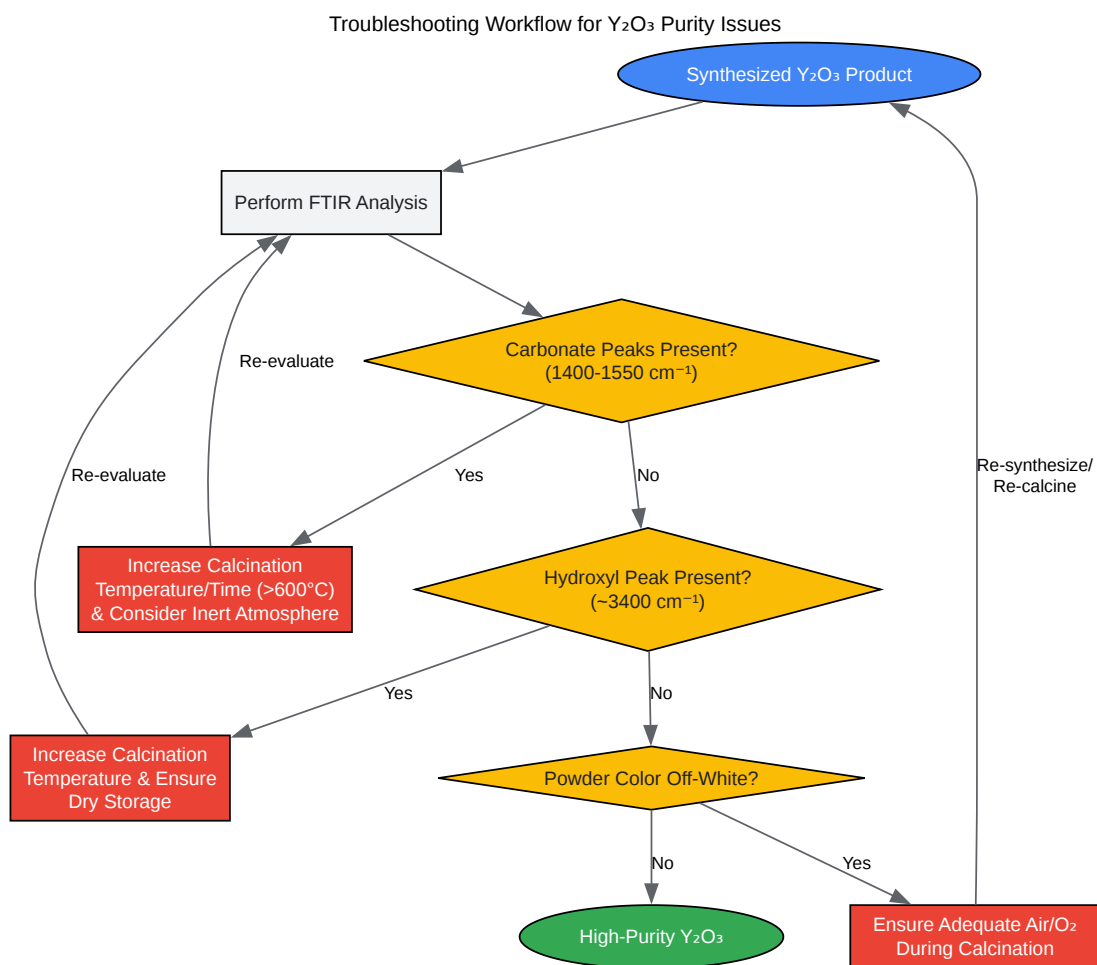 Troubleshooting Workflow for Y₂O₃ Purity Issues
Synthesized Y₂O₃ Product
Perform FTIR Analysis
Carbonate Peaks Present?
(1400-1550 cm⁻¹)
Re-evaluate
Re-evaluate
Yes
No
Re-synthesize/
Re-calcine
Increase Calcination
Temperature/Time (>600°C)
& Consider Inert Atmosphere
Hydroxyl Peak Present?
(~3400 cm⁻¹)
Yes
No
Increase Calcination
Temperature & Ensure
Dry Storage
Powder Color Off-White?
No
Yes
High-Purity Y₂O₃
Ensure Adequate Air/O₂
During Calcination